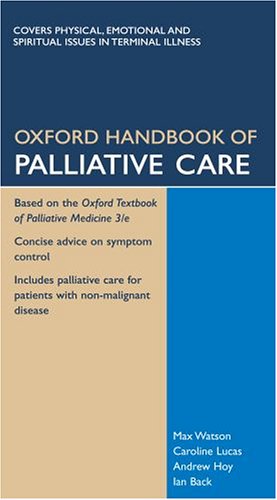 COVERS PHYSICAL, EMOTIONAL AND
SPIRITUAL ISSUES IN TERMINAL ILLNESS
OXFORD HANDBOOK OF
PALLIATIVE CARE
Based on the Oxford Textbook
of Palliative Medicine 3/e
Concise advice on symptom
control
Includes palliative care for
patients with non-malignant
disease
Max Watson
Caroline Lucas
Andrew Hoy
Ian Back